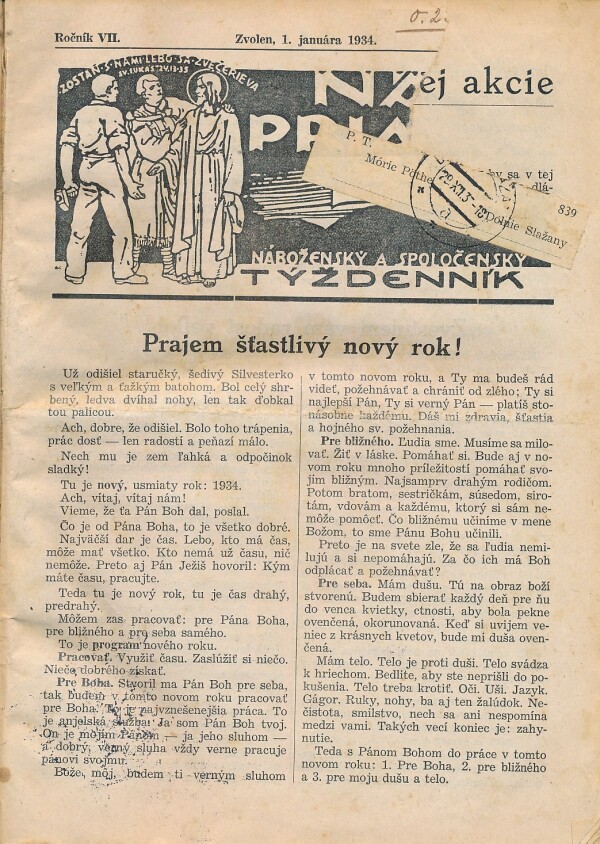 o. 2.
Ročník VII.
Zvolen, 1. januára 1934.
ZOSTAŇ S NAMI LEBO SA ZVEČERIEVA
SV. LUKÁŠ 24,13-35
NÁ
ej akcie
P. T.
Móric Pethe
by sa v tej
dlá-
839
Dolnie Slažany
NÁBOŽENSKÝ A SPOLOČENSKÝ
TÝŽDENNÍK
Prajem šťastlivý nový rok!
Už odišiel staručký, šedivý Silvesterko
s veľkým a ťažkým batohom. Bol celý shr-
bený, ledva dvíhal nohy, len tak ďobkal
tou palicou.
Ach, dobre, že odišiel. Bolo toho trápenia,
prác dosť — len radostí a peňazí málo.
Nech mu je zem ľahká a odpočinok
sladký!
Tu je nový, usmiaty rok: 1934.
Ach, vitaj, vitaj nám!
Vieme, že ťa Pán Boh dal, poslal.
Čo je od Pána Boha, to je všetko dobré.
Najväčší dar je čas. Lebo, kto má čas,
môže mať všetko. Kto nemá už času, nič
nemôže. Preto aj Pán Ježiš hovoril: Kým
máte času, pracujte.
Teda tu je nový rok, tu je čas drahý,
predrahý.
Môžem zas pracovať: pre Pána Boha,
pre bližného a pre seba samého.
To je program nového roku.
Pracovať. Využiť času. Zaslúžiť si niečo.
Niečo dobrého získať.
Pre Boha. Stvoril ma Pán Boh pre seba,
tak budem v tomto novom roku pracovať
pre Boha. To je najvznešenejšia práca. To
je anjelská služba: Ja som Pán Boh tvoj.
On je mojim Pánom — ja jeho sluhom —
a dobrý, verný sluha vždy verne pracuje
pánovi svojmu.
Bože, môj, budem ti verným sluhom
v tomto novom roku, a Ty ma budeš rád
videť, požehnávať a chrániť od zlého; Ty si
najlepší Pán, Ty si verný Pán — platíš sto-
násobne každému. Dáš mi zdravia, šťastia
a hojného sv. požehnania.
Pre bližného. Ľudia sme. Musíme sa milo-
vať. Žiť v láske. Pomáhať si. Bude aj v no-
vom roku mnoho príležitostí pomáhať svo-
jim bližným. Najsamprv drahým rodičom.
Potom bratom, sestričkám, súsedom, siro-
tám, vdovám a každému, ktorý si sám ne-
môže pomôcť. Čo bližnému učiníme v mene
Božom, to sme Pánu Bohu učinili.
Preto je na svete zle, že sa ľudia nemi-
lujú a si nepomáhajú. Za čo ich má Boh
odplácať a požehnávať?
Pre seba. Mám dušu. Tú na obraz boží
stvorenú. Budem sbierať každý deň pre ňu
do venca kvietky, ctnosti, aby bola pekne
ovenčená, okorunovaná. Keď si uvijem ve-
niec z krásnych kvetov, bude mi duša oven-
čená.
Mám telo. Telo je proti duši. Telo svádza
k hriechom. Bedlite, aby ste neprišli do po-
kušenia. Telo treba krotiť. Oči. Uši. Jazyk.
Gágor. Ruky, nohy, ba aj ten žalúdok. Ne-
čistota, smilstvo, nech sa ani nespomína
medzi vami. Takých vecí koniec je: zahy-
nutie.
Teda s Pánom Bohom do práce v tomto
novom roku: 1. Pre Boha, 2. pre bližného
a 3. pre moju dušu a telo.